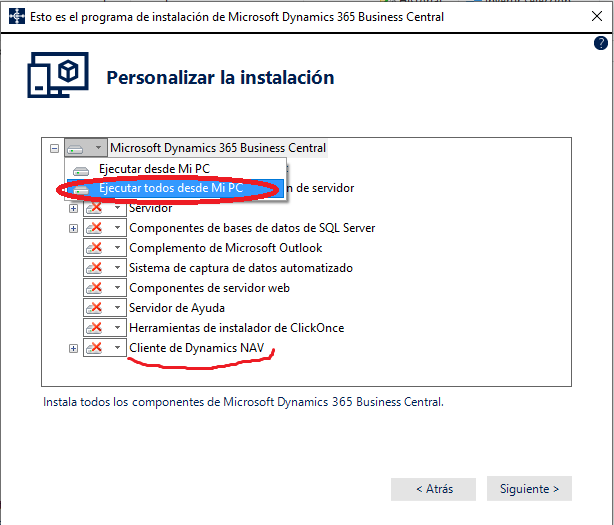 Esto es el programa de instalación de Microsoft Dynamics 365 Business Central
?
Personalizar la instalación
Microsoft Dynamics 365 Business Central
Ejecutar desde Mi PC
Ejecutar todos desde Mi PC
de servidor
Servidor
Componentes de bases de datos de SQL Server
Complemento de Microsoft Outlook
Sistema de captura de datos automatizado
Componentes de servidor web
Servidor de Ayuda
Herramientas de instalador de ClickOnce
Cliente de Dynamics NAV
Instala todos los componentes de Microsoft Dynamics 365 Business Central.
< Atrás
Siguiente >